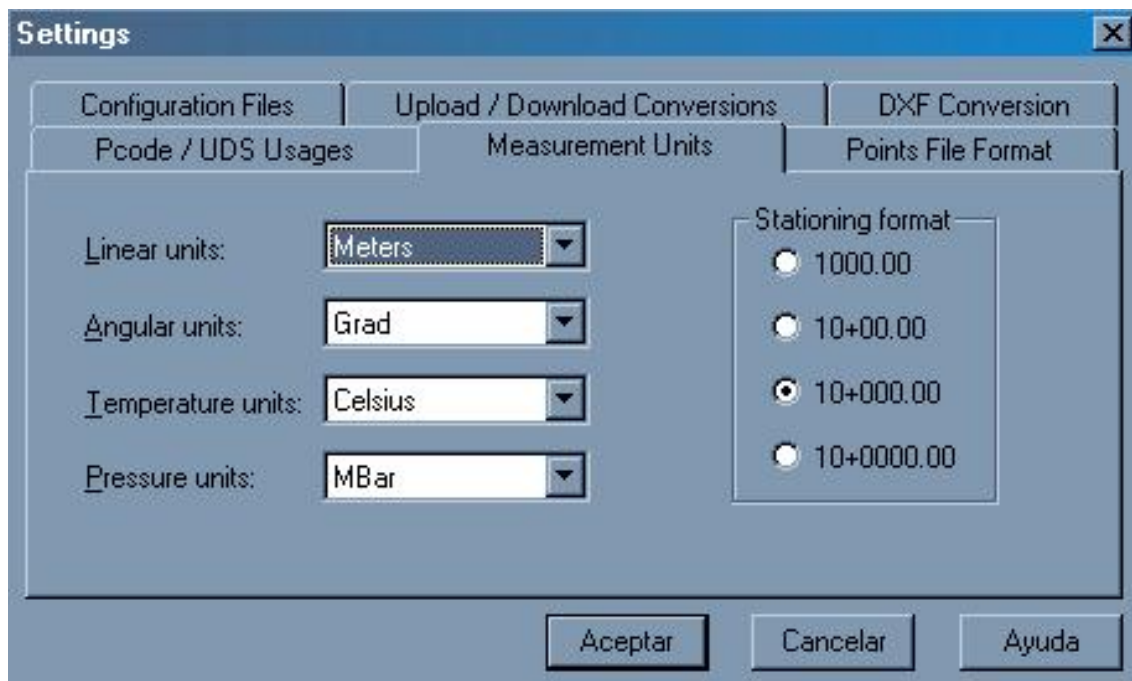 Settings
Configuration Files
Upload / Download Conversions
DXF Conversion
Pcode / UDS Usages
Measurement Units
Points File Format
Linear units:
Meters
Angular units:
Grad
Temperature units:
Celsius
Pressure units:
MBar
Stationing format
1000.00
10+00.00
10+000.00
10+0000.00
Aceptar
Cancelar
Ayuda